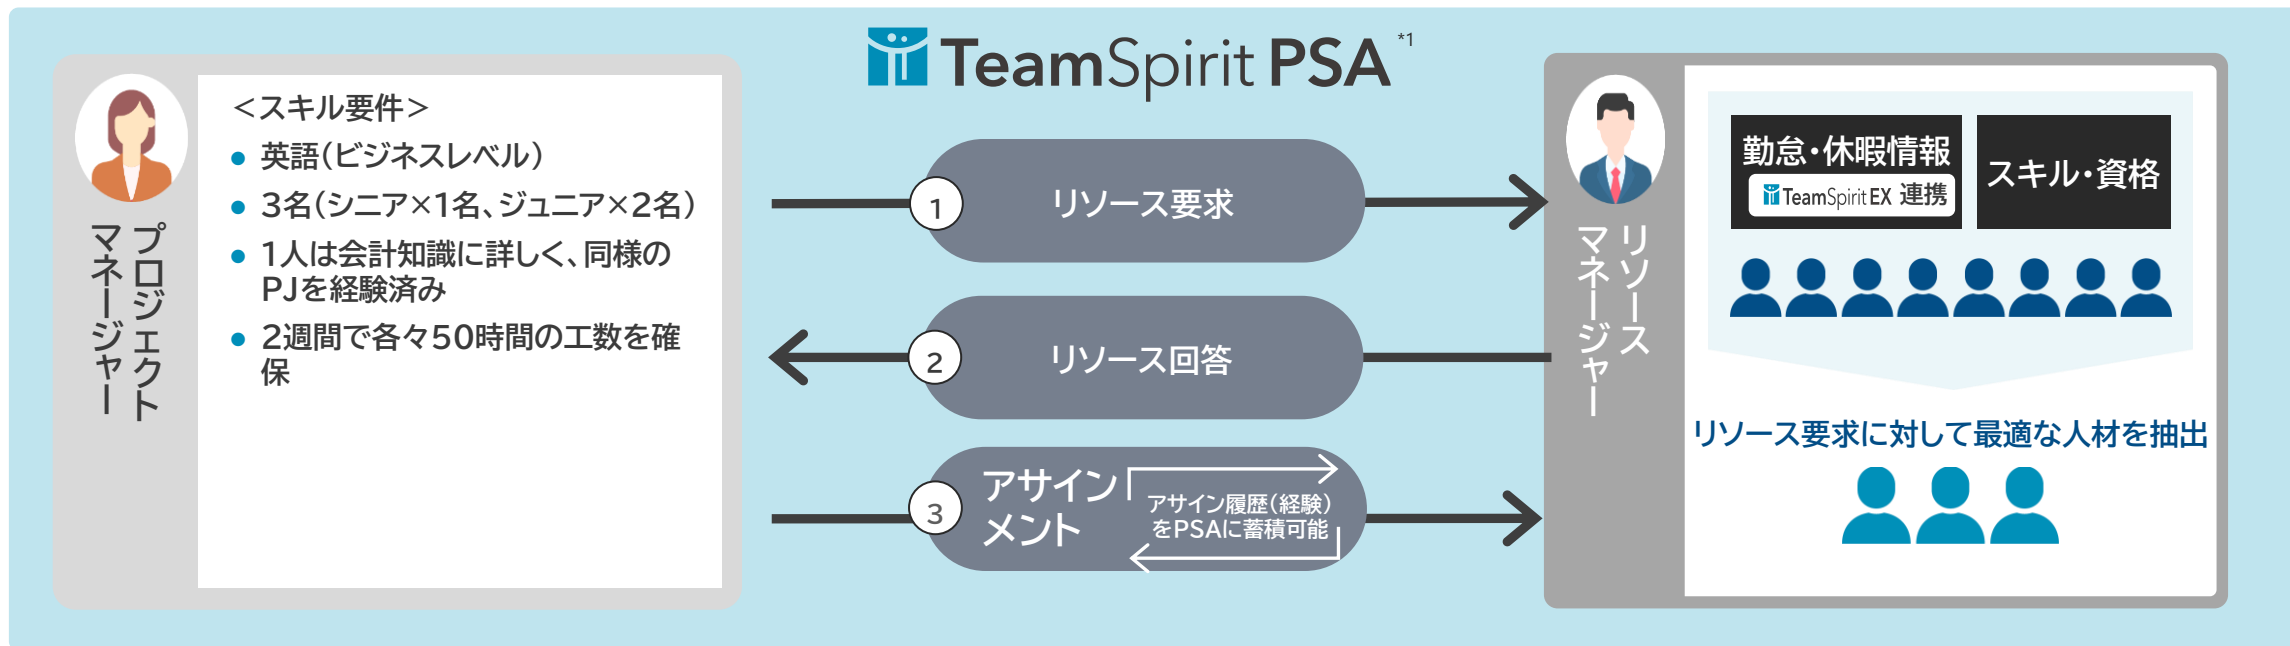 TeamSpirit PSA *1
プロジェクト
マネージャー
＜スキル要件＞
● 英語（ビジネスレベル）
● 3名（シニア×1名、ジュニア×2名）
● 1人は会計知識に詳しく、同様の
PJを経験済み
● 2週間で各々50時間の工数を確
保
1 リソース要求
2 リソース回答
3 アサイン
メント
アサイン履歴（経験）
をPSAに蓄積可能
リソース
マネージャー
勤怠・休暇情報
TeamSpirit EX 連携
スキル・資格
リソース要求に対して最適な人材を抽出